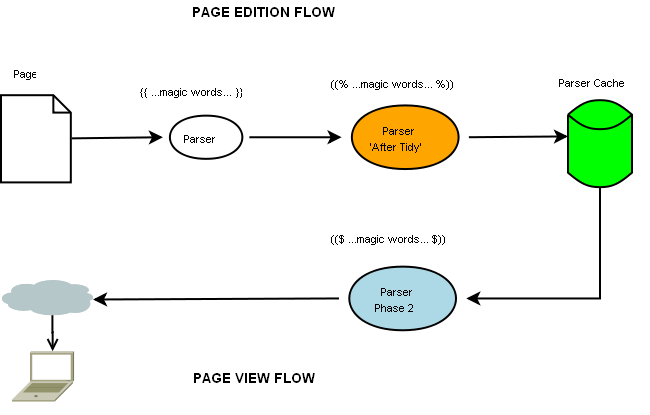 PAGE EDITION FLOW
Page
{{ ...magic words... }}
((% ...magic words... %))
Parser Cache
Parser
Parser
'After Tidy'
(($ ...magic words... $))
Parser
Phase 2
PAGE VIEW FLOW